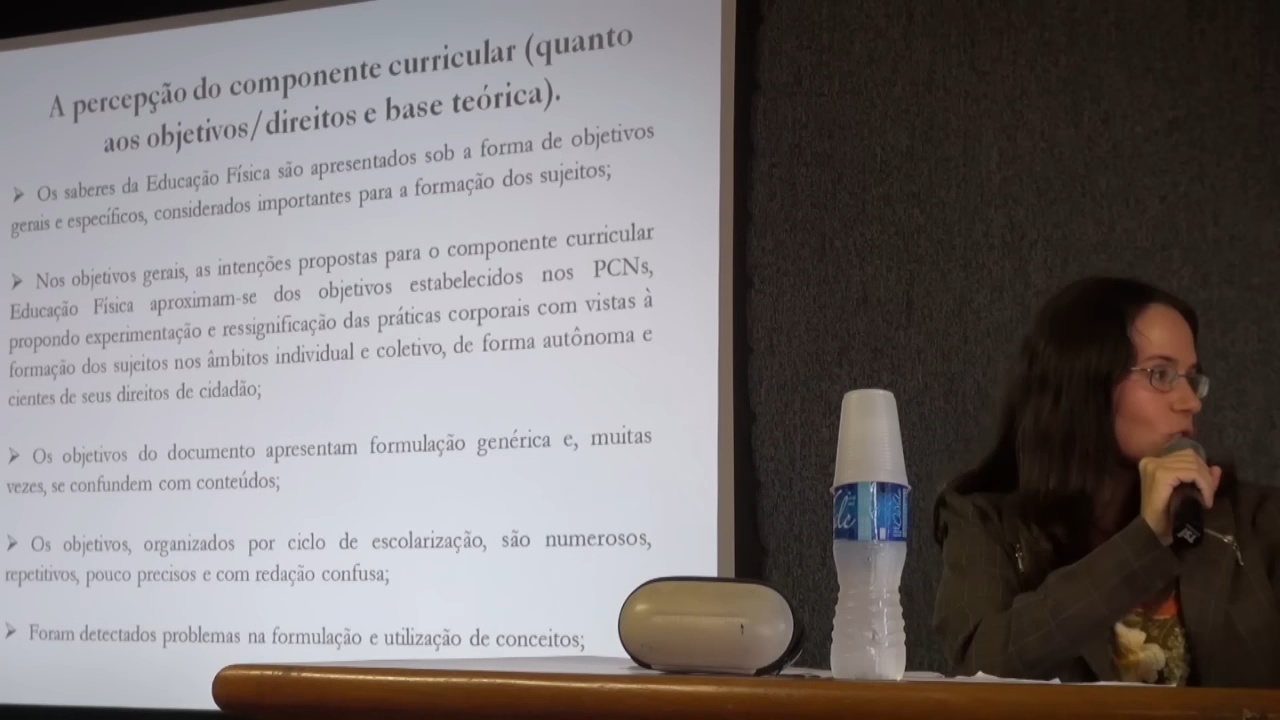 A percepção do componente curricular (quanto
aos objetivos/direitos e base teórica).
➤ Os saberes da Educação Física são apresentados sob a forma de objetivos
gerais e específicos, considerados importantes para a formação dos sujeitos;
➤ Nos objetivos gerais, as intenções propostas para o componente curricular
Educação Física aproximam-se dos objetivos estabelecidos nos PCNs,
propondo experimentação e ressignificação das práticas corporais com vistas à
formação dos sujeitos nos âmbitos individual e coletivo, de forma autônoma e
cientes de seus direitos de cidadão;
➤ Os objetivos do documento apresentam formulação genérica e, muitas
vezes, se confundem com conteúdos;
➤ Os objetivos, organizados por ciclo de escolarização, são numerosos,
repetitivos, pouco precisos e com redação confusa;
➤ Foram detectados problemas na formulação e utilização de conceitos;